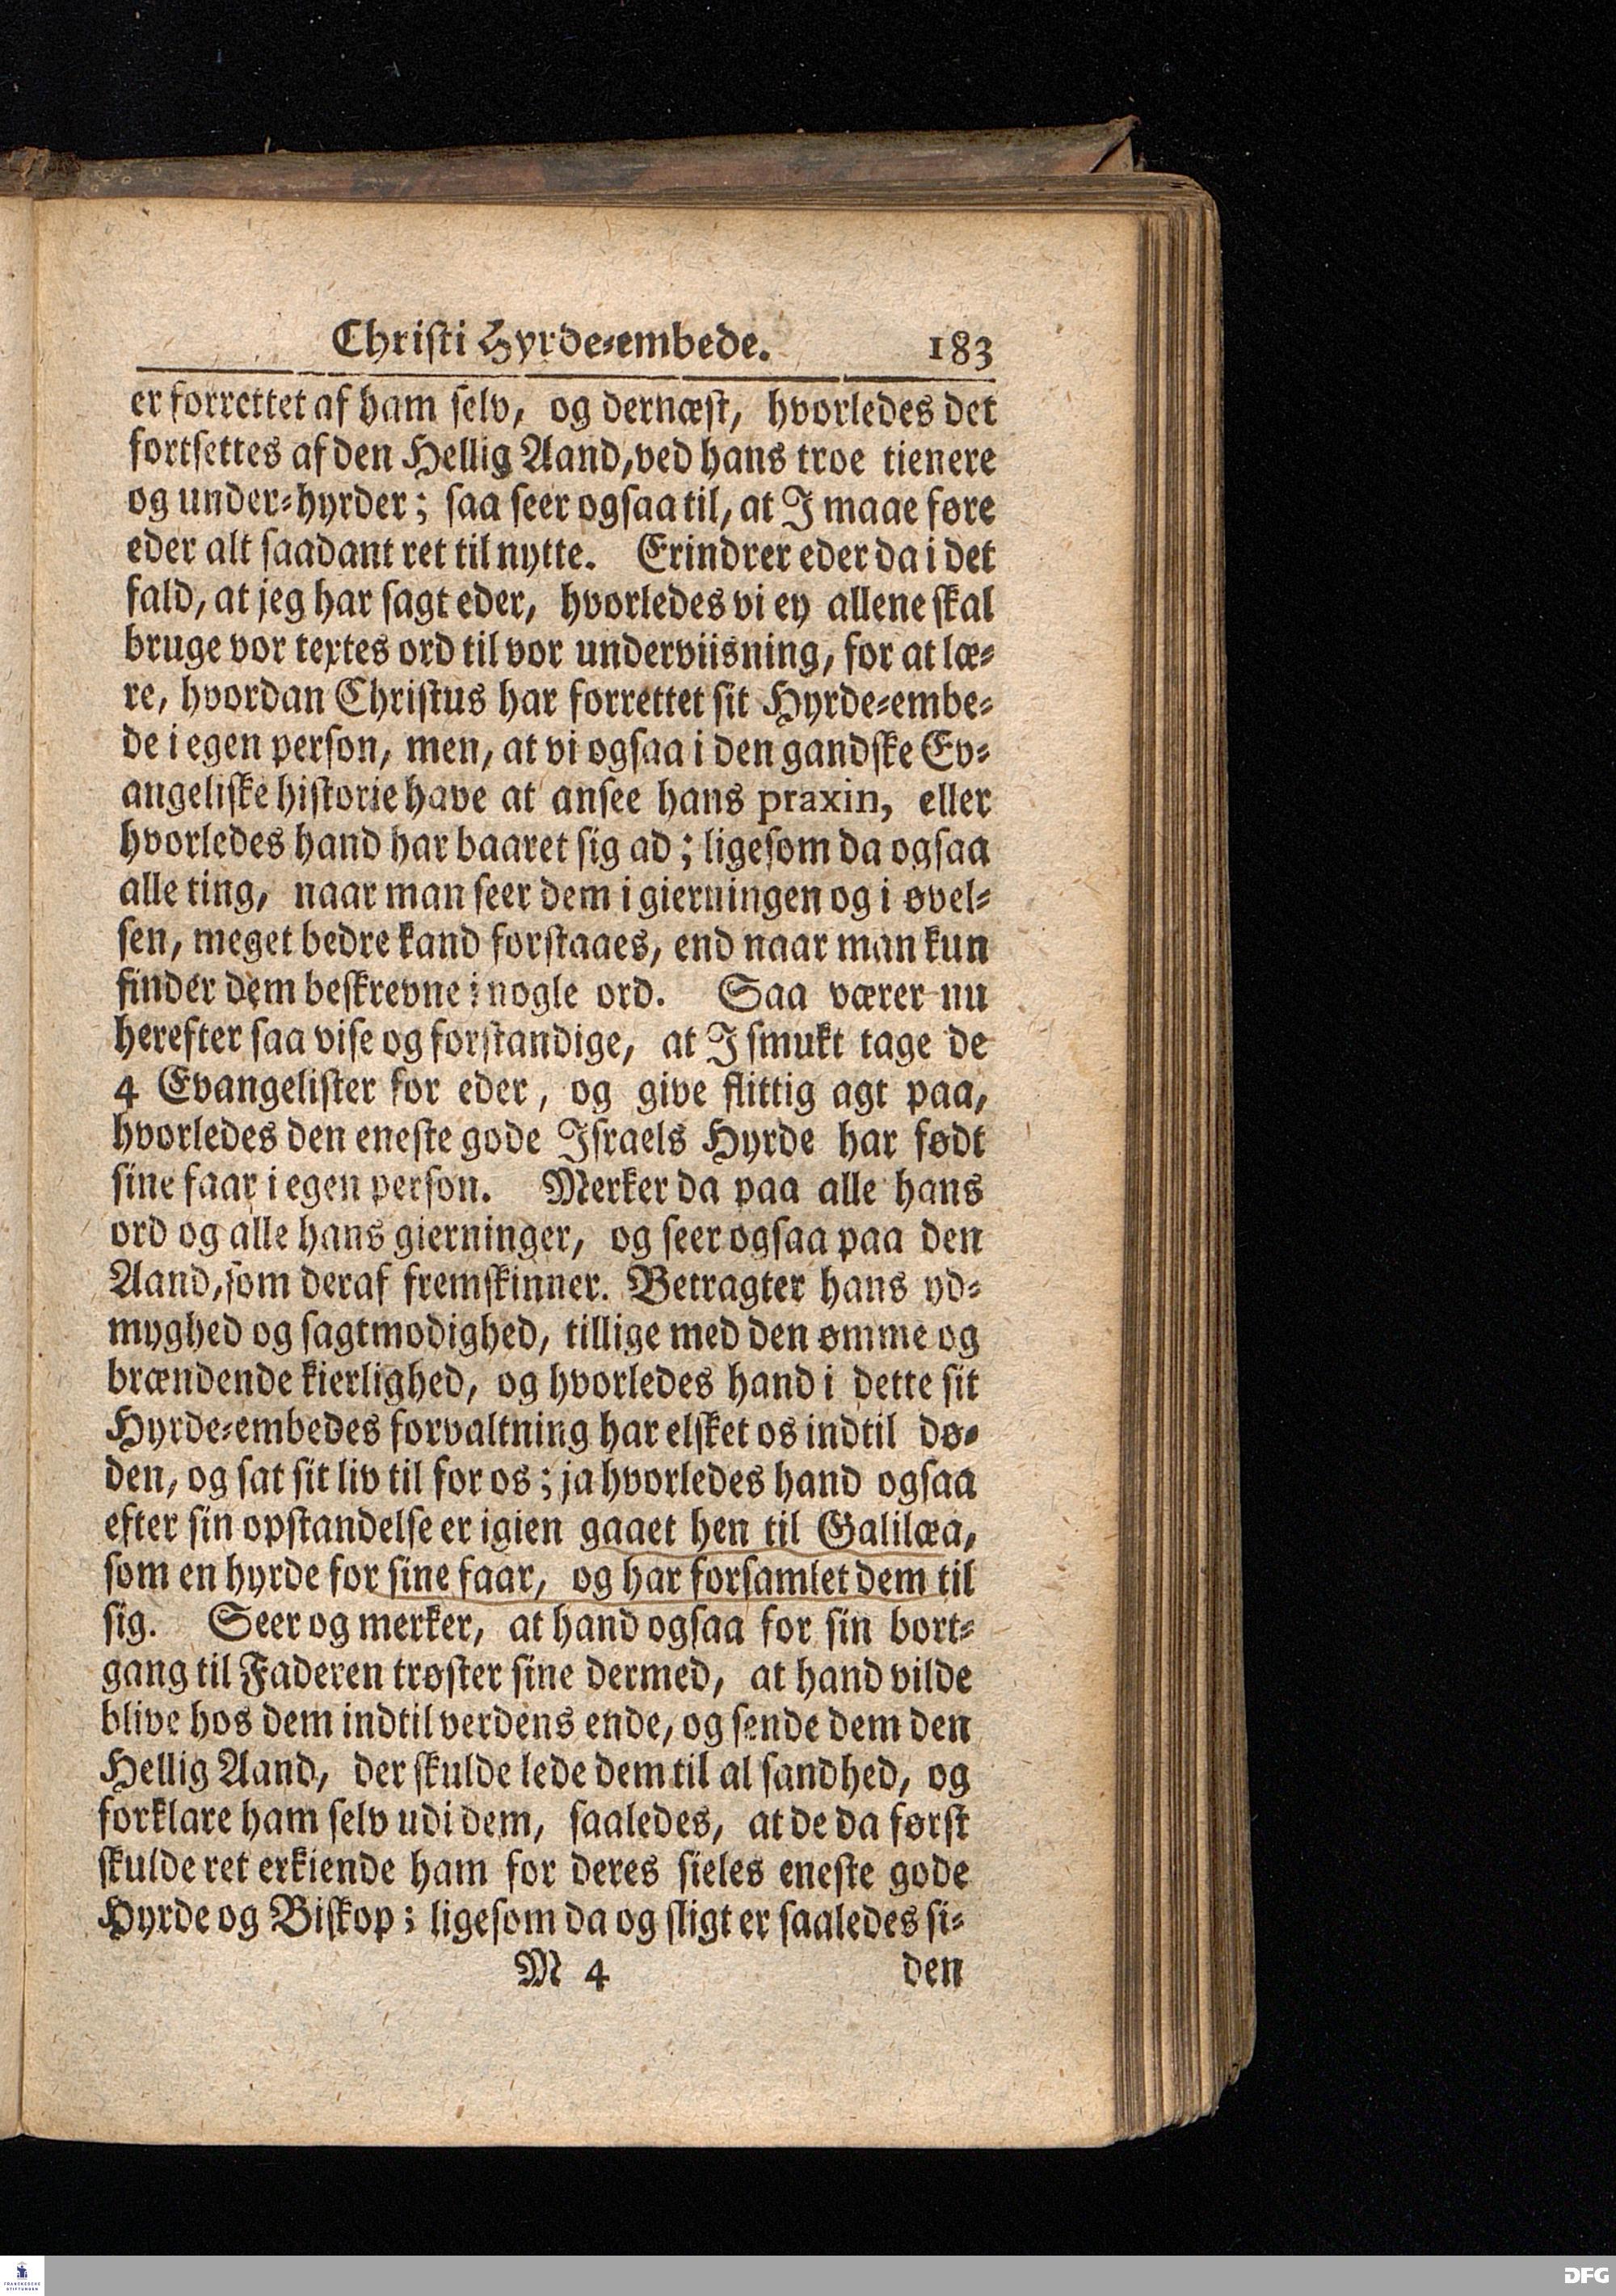 Christi Hyrde-embede. 183
er forrettet af ham selv, og dernæst, hvorledes det
fortsettes af den Hellig Aand, ved hans troe tienere
og under-hyrder; saa seer ogsaa til, at I maae føre
eder alt saadant ret til nytte. Erindrer eder da i det
fald, at jeg har sagt eder, hvorledes vi ey allene skal
bruge vor textes ord til vor underviisning, for at læ-
re, hvordan Christus har forrettet sit Hyrde-embe-
de i egen person, men, at vi ogsaa i den gandske Ev-
angeliske historie have at ansee hans praxin, eller
hvorledes hand har baaret sig ad; ligesom da ogsaa
alle ting, naar man seer dem i gierningen og i øvel-
sen, meget bedre kand forstaaes, end naar man kun
finder dem beskrevne i nogle ord. Saa værer nu
herefter saa vise og forstandige, at I smukt tage de
4 Evangelister for eder, og give flittig agt paa,
hvorledes den eneste gode Israels Hyrde har født
sine faar i egen person. Merker da paa alle hans
ord og alle hans gierninger, og seer ogsaa paa den
Aand, som deraf fremskinner. Betragter hans yd-
myghed og sagtmodighed, tillige med den ømme og
brændende kierlighed, og hvorledes hand i dette sit
Hyrde-embedes forvaltning har elsket os indtil dø-
den, og sat sit liv til for os; ja hvorledes hand ogsaa
efter sin opstandelse er igien gaaet hen til Galilæa,
som en hyrde for sine faar, og har forsamlet dem til
sig. Seer og merker, at hand ogsaa for sin bort-
gang til Faderen trøster sine dermed, at hand vilde
blive hos dem indtil verdens ende, og sende dem den
Hellig Aand, der skulde lede dem til al sandhed, og
forklare ham selv udi dem, saaledes, at de da først
skulde ret erkiende ham for deres sieles eneste gode
Hyrde og Biskop; ligesom da og sligt er saaledes si-
M 4 den
FRANCKESCHE STIFTUNGEN
DFG